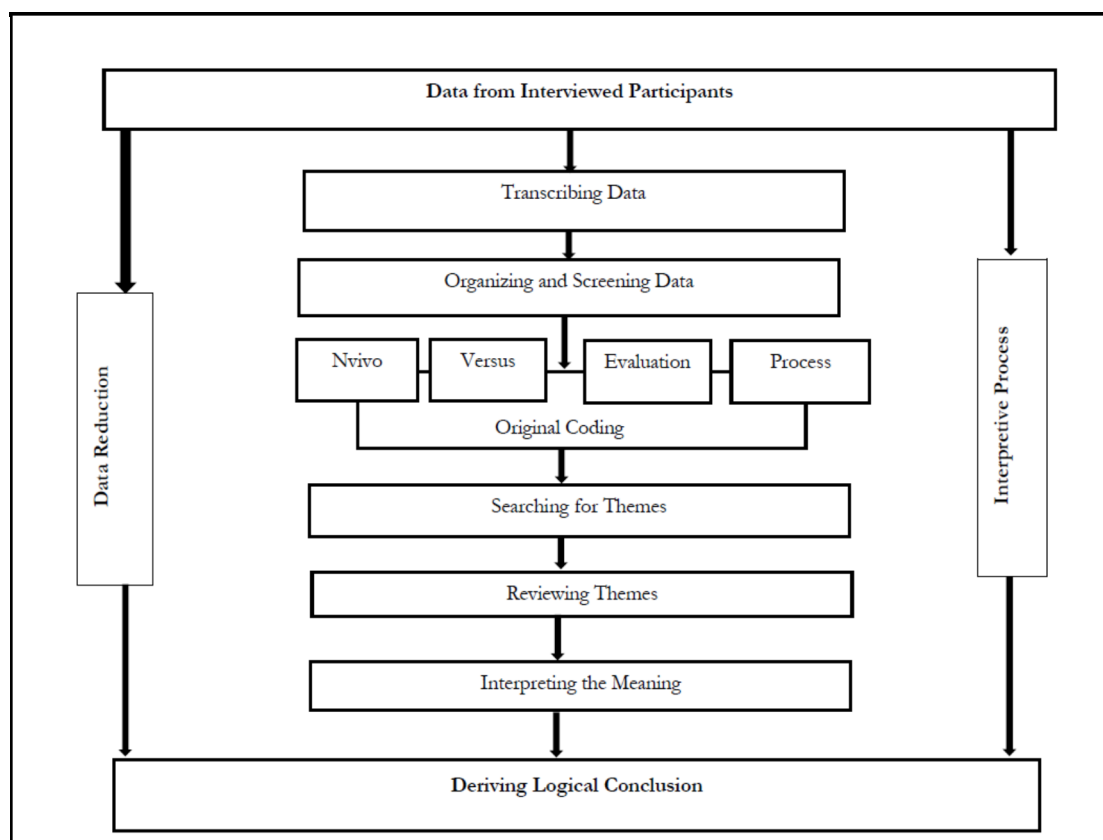 Data from Interviewed Participants
Transcribing Data
Organizing and Screening Data
Nvivo
Versus
Evaluation
Process
Original Coding
Data Reduction
Interpretive Process
Searching for Themes
Reviewing Themes
Interpreting the Meaning
Deriving Logical Conclusion